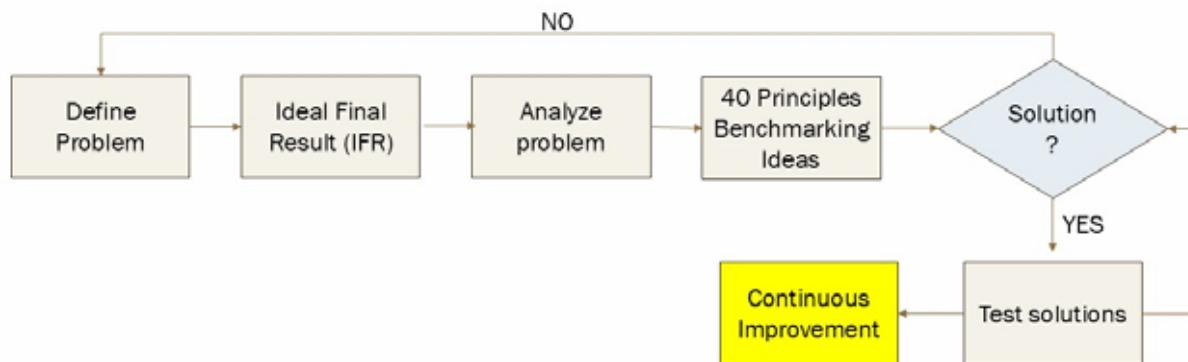 NO
Define
Problem
Ideal Final
Result (IFR)
Analyze
problem
40 Principles
Benchmarking
Ideas
Solution
?
YES
Continuous
Improvement
Test solutions